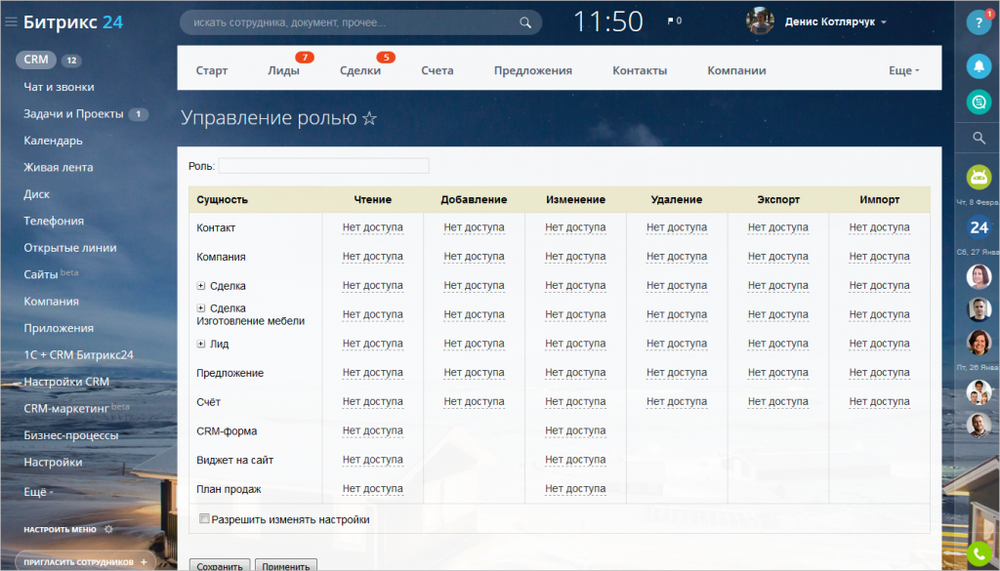 Битрикс 24
искать сотрудника, документ, прочее...
11:50
0
Денис Котлярчук
?
1
CRM 12
Чат и звонки
Задачи и Проекты 1
Календарь
Живая лента
Диск
Телефония
Открытые линии
Сайты beta
Компания
Приложения
1С + CRM Битрикс24
Настройки CRM
CRM-маркетинг beta
Бизнес-процессы
Настройки
Ещё
НАСТРОИТЬ МЕНЮ
ПРИГЛАСИТЬ СОТРУДНИКОВ +
Старт Лиды 7 Сделки 5 Счета Предложения Контакты Компании Еще
Управление ролью
Роль:
Сущность Чтение Добавление Изменение Удаление Экспорт Импорт
Контакт Нет доступа Нет доступа Нет доступа Нет доступа Нет доступа Нет доступа
Компания Нет доступа Нет доступа Нет доступа Нет доступа Нет доступа Нет доступа
Сделка Нет доступа Нет доступа Нет доступа Нет доступа Нет доступа Нет доступа
Сделка
Изготовление мебели Нет доступа Нет доступа Нет доступа Нет доступа Нет доступа Нет доступа
Лид Нет доступа Нет доступа Нет доступа Нет доступа Нет доступа Нет доступа
Предложение Нет доступа Нет доступа Нет доступа Нет доступа Нет доступа Нет доступа
Счёт Нет доступа Нет доступа Нет доступа Нет доступа Нет доступа Нет доступа
CRM-форма Нет доступа Нет доступа
Виджет на сайт Нет доступа Нет доступа
План продаж Нет доступа Нет доступа
Разрешить изменять настройки
Сохранить Применить
Чт, 8 Февра
24
Сб, 27 Янва
Пт, 26 Янва